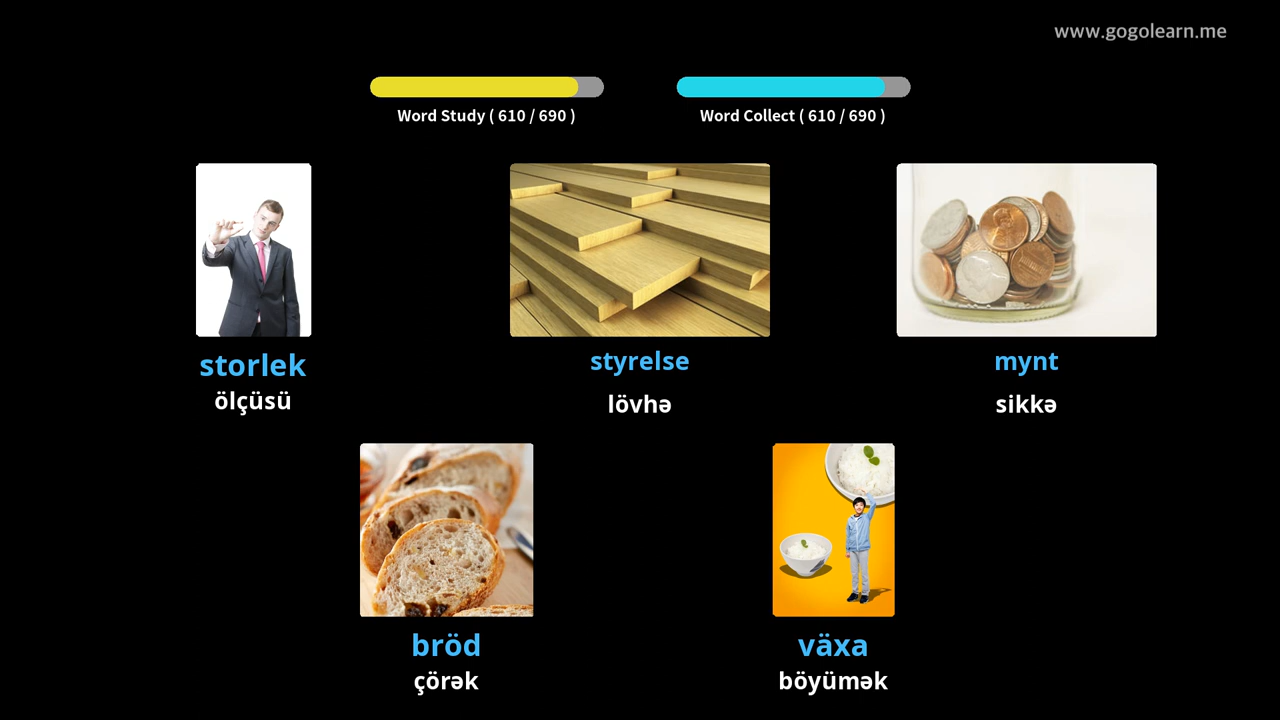 www.gogolearn.me
Word Study ( 610 / 690 )
Word Collect ( 610 / 690 )
storlek
ölçüsü
styrelse
lövhə
mynt
sikkə
bröd
çörək
växa
böyümək